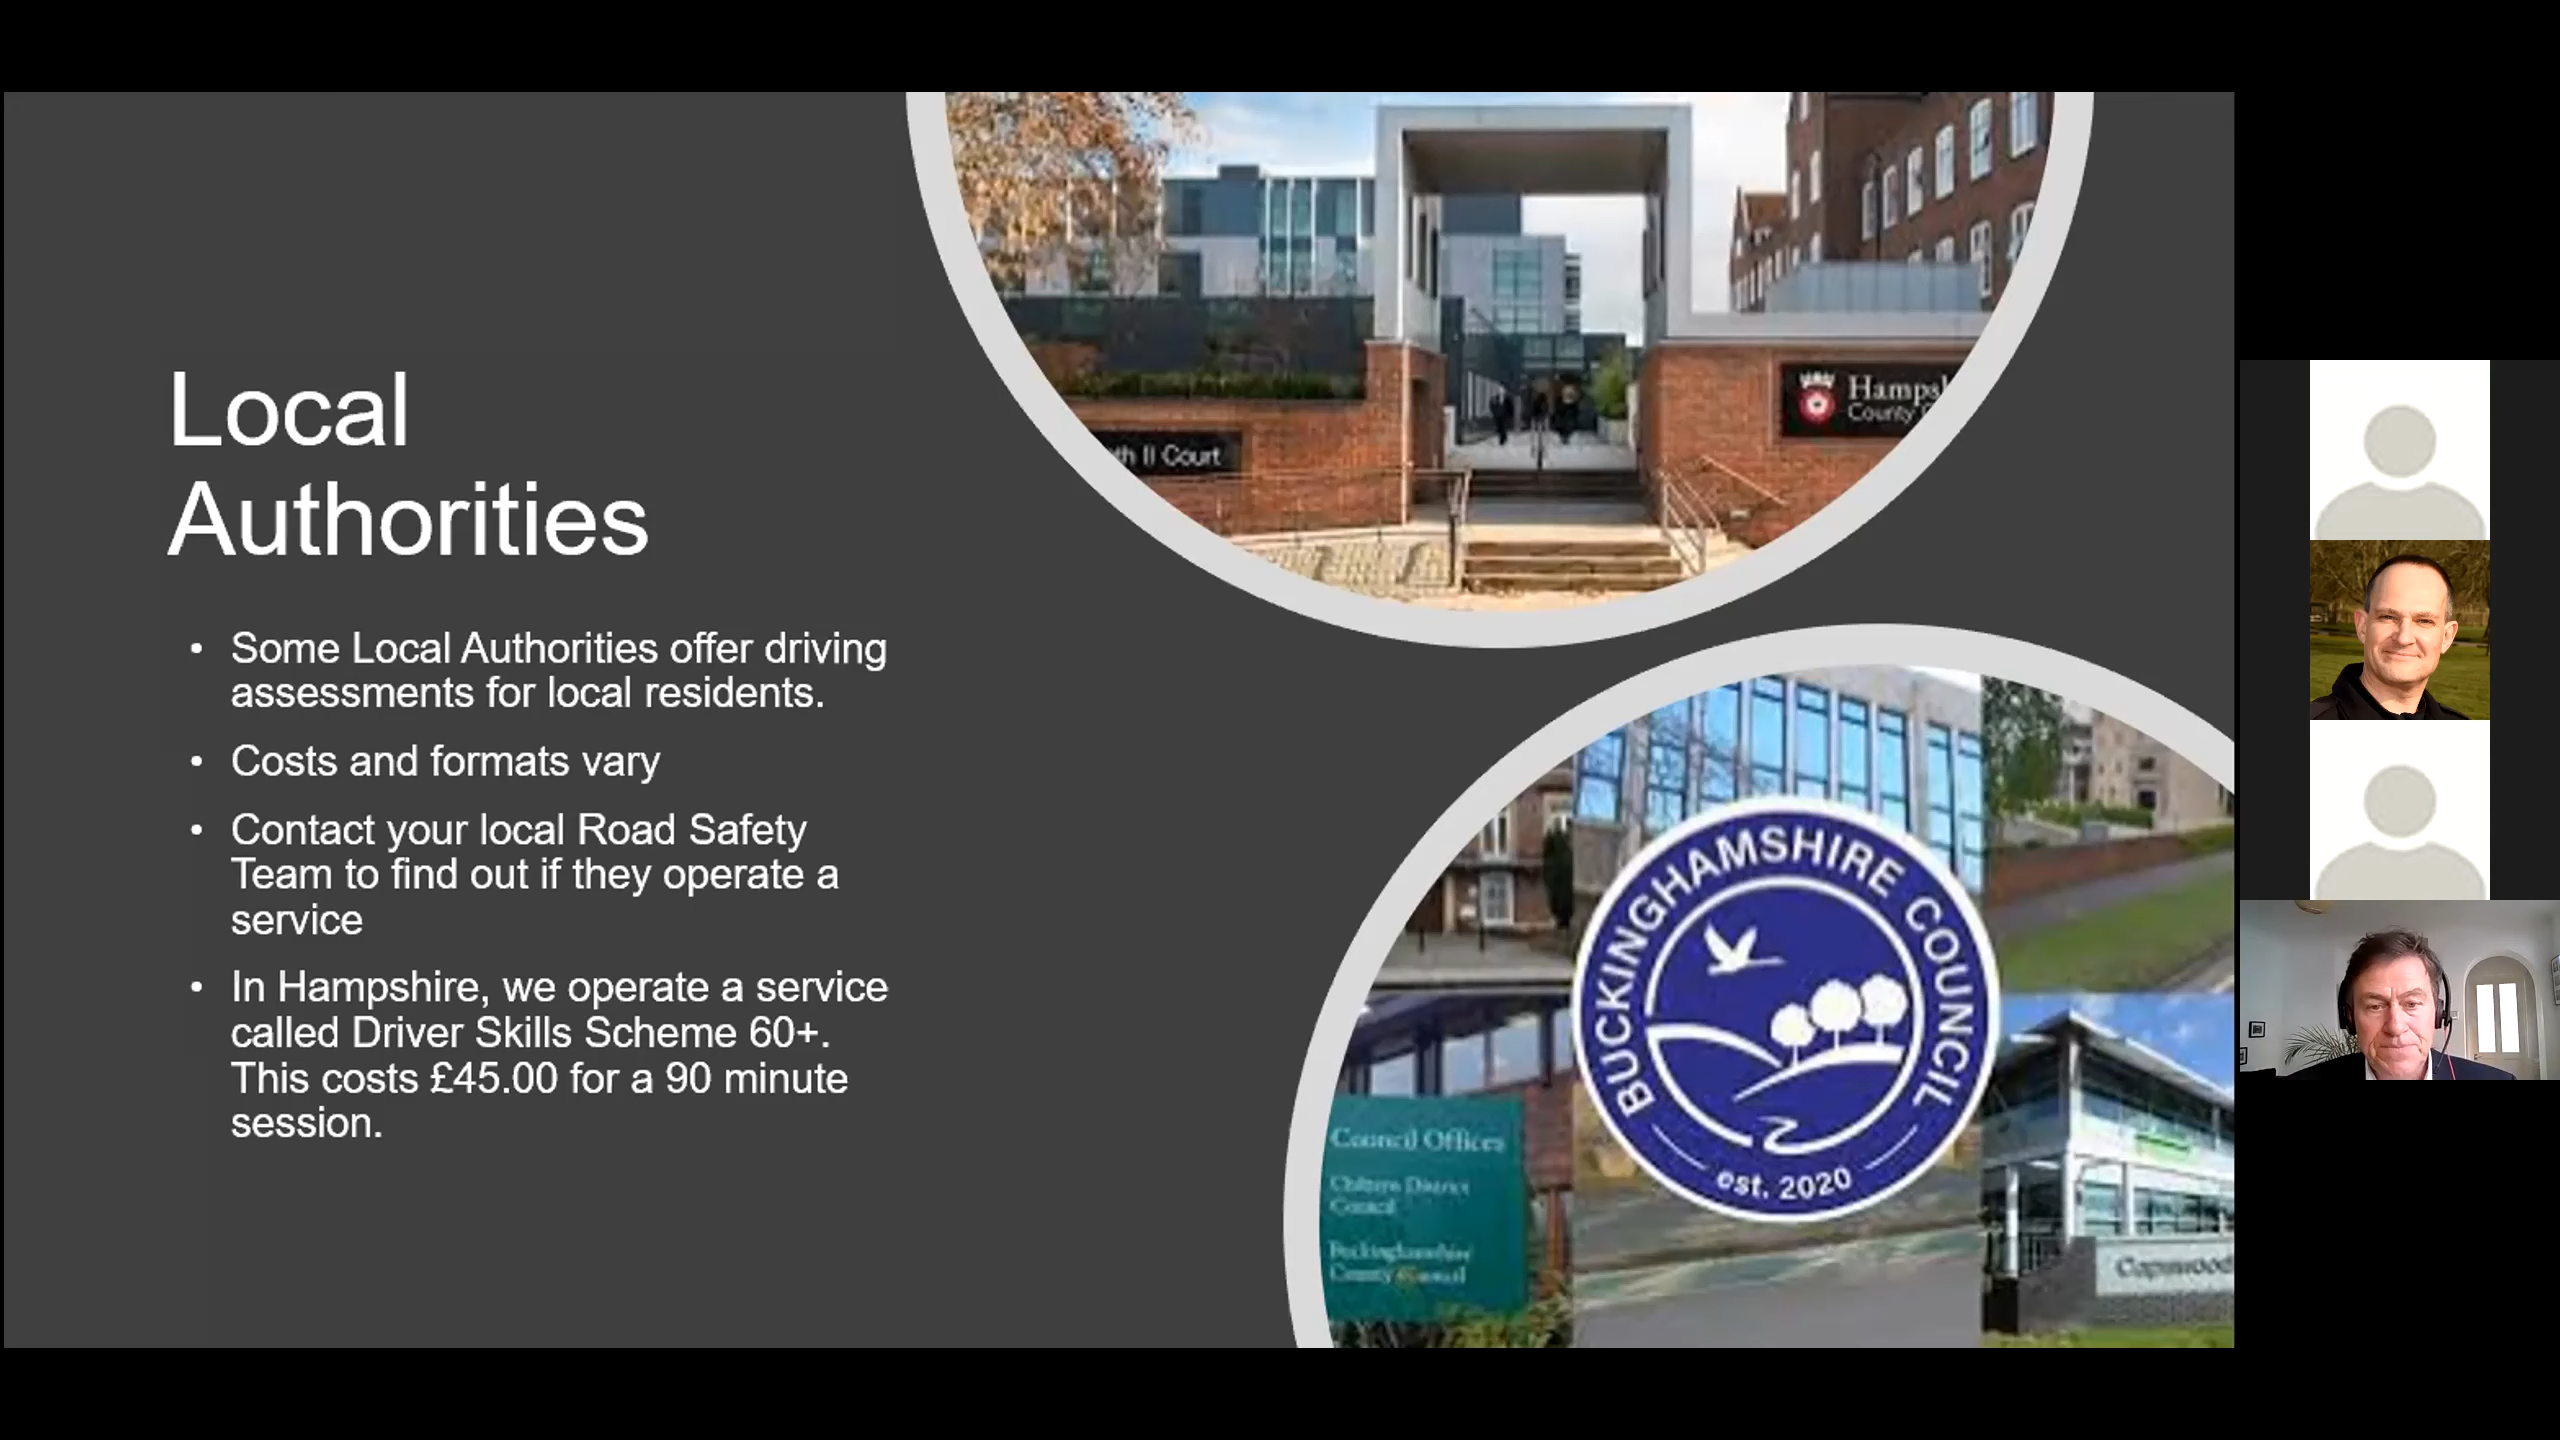 Local
Authorities
• Some Local Authorities offer driving
assessments for local residents.
• Costs and formats vary
• Contact your local Road Safety
Team to find out if they operate a
service
• In Hampshire, we operate a service
called Driver Skills Scheme 60+.
This costs £45.00 for a 90 minute
session.
th II Court
Hampsh
County
BUCKINGHAMSHIRE COUNCIL
est. 2020
Council Offices
Chiltern District
Council
Buckinghamshire
County Council
Capswood